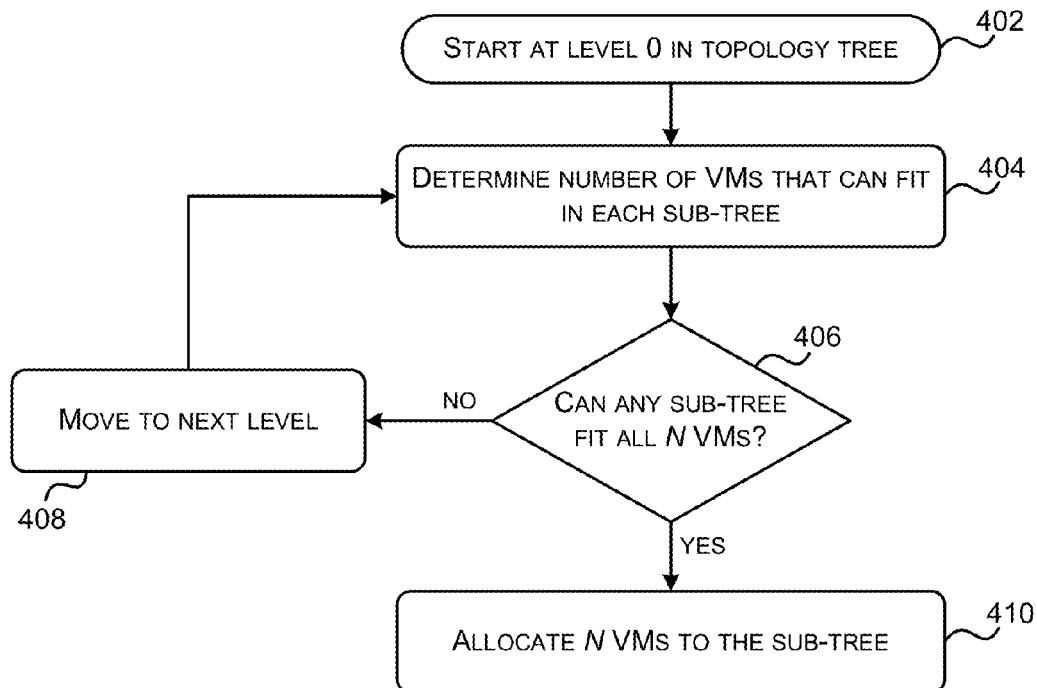 START AT LEVEL 0 IN TOPOLOGY TREE
402
DETERMINE NUMBER OF VMS THAT CAN FIT
IN EACH SUB-TREE
404
406
CAN ANY SUB-TREE
FIT ALL N VMS?
NO
MOVE TO NEXT LEVEL
408
YES
ALLOCATE N VMS TO THE SUB-TREE
410